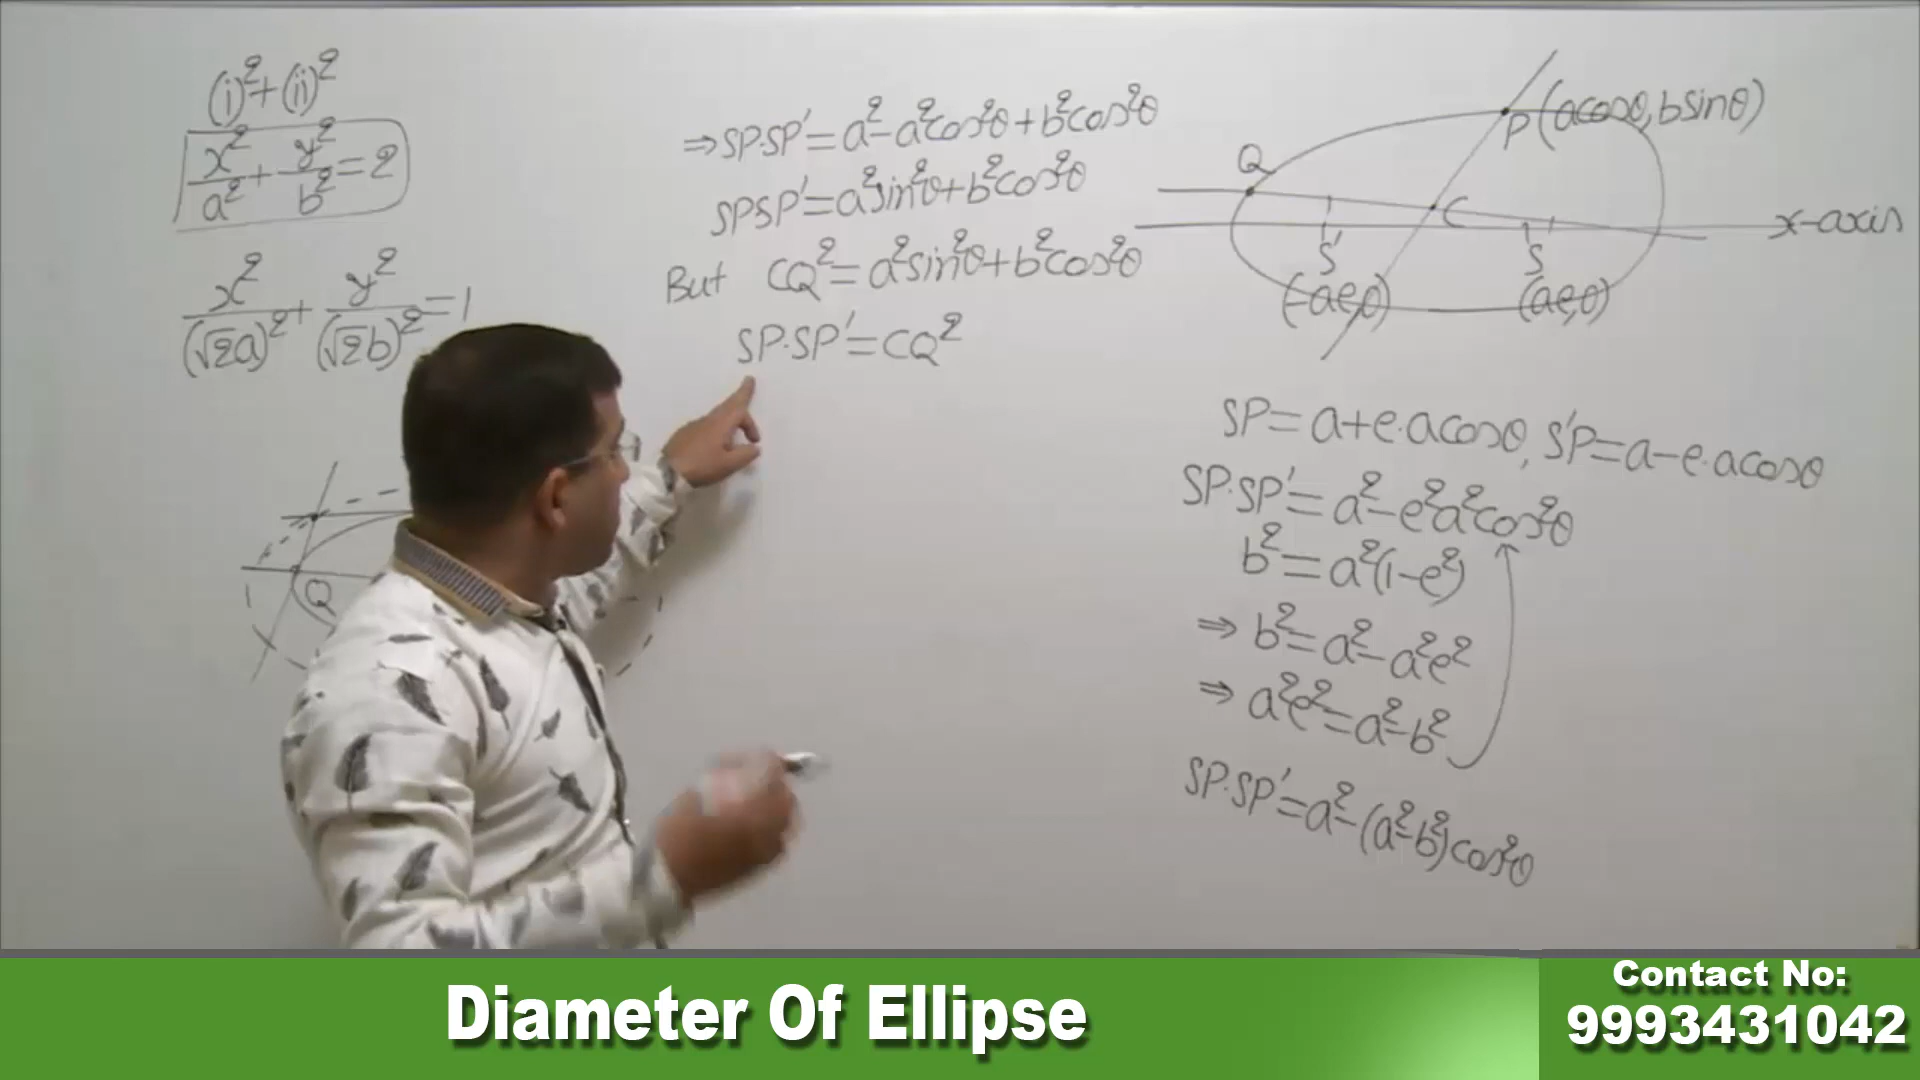 (i)²+(ii)²
x²/a²+y²/b²=2
x²/(√2a)²+y²/(√2b)²=1
Q
⇒SP·SP'=a²-a²cos²θ+b²cos²θ
SPSP'=a²sin²θ+b²cos²θ
But CQ²=a²sin²θ+b²cos²θ
SP·SP'=CQ²
P(acosθ,bsinθ)
Q
C
x-axis
S'
S
(-ae,0)
(ae,0)
SP=a+e·acosθ, S'P=a-e·acosθ
SP·SP'=a²-e²a²cos²θ
b²=a²(1-e²)
⇒b²=a²-a²e²
⇒a²e²=a²-b²
SP·SP'=a²-(a²-b²)cos²θ
Diameter Of Ellipse
Contact No:
9993431042